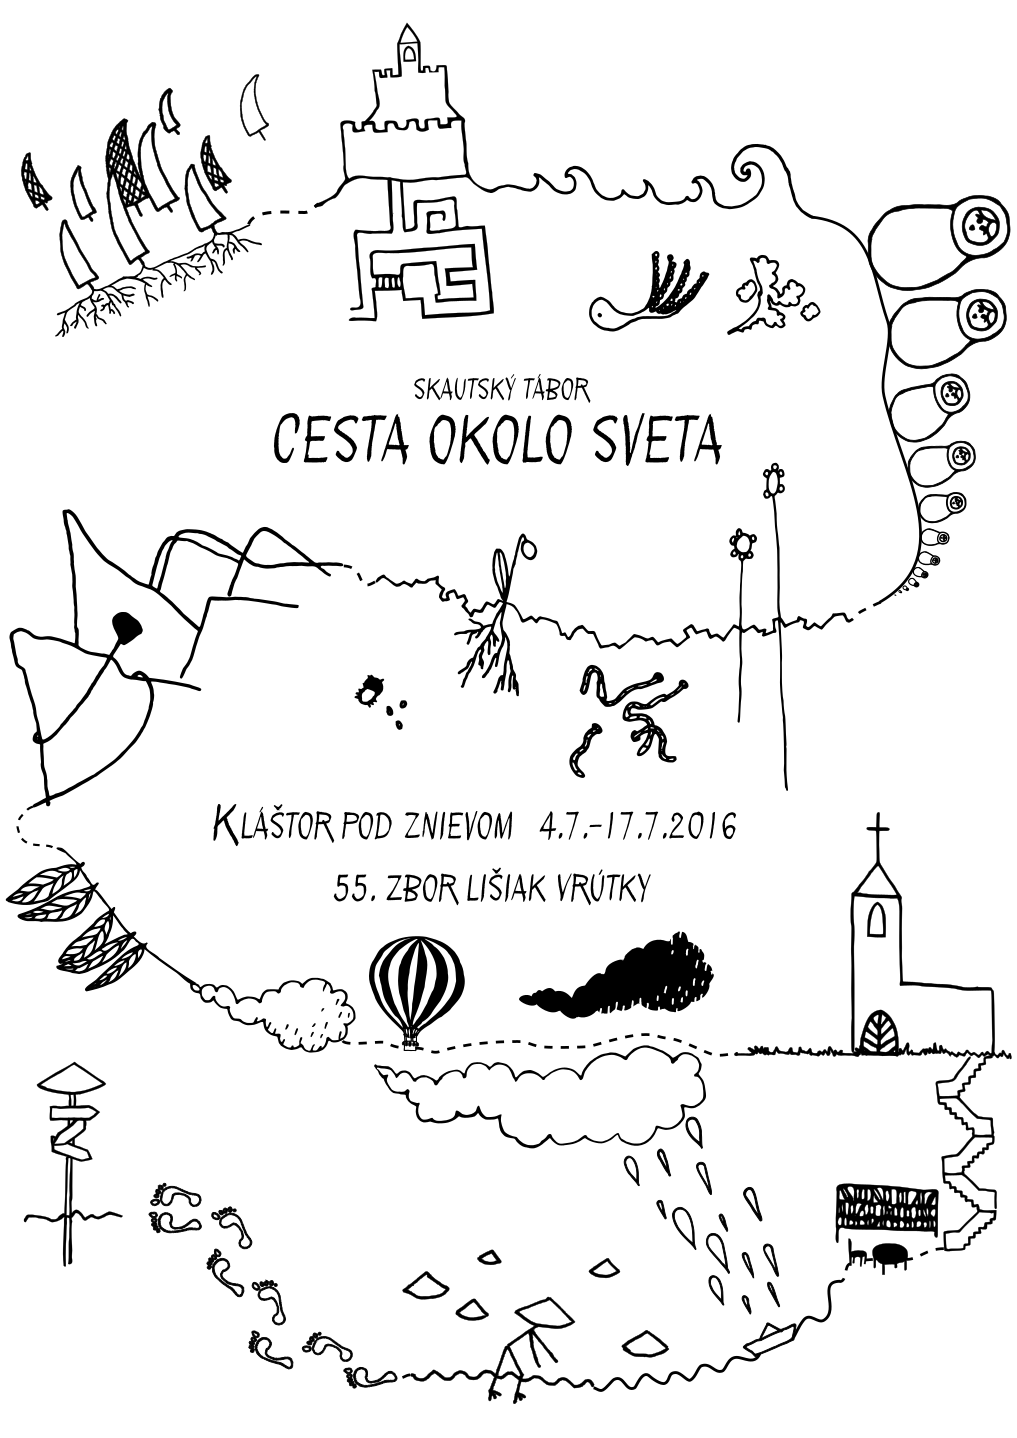 SKAUTSKÝ TÁBOR
CESTA OKOLO SVETA
KLÁŠTOR POD ZNIEVOM 4.7.-17.7.2016
55. ZBOR LIŠIAK VRÚTKY